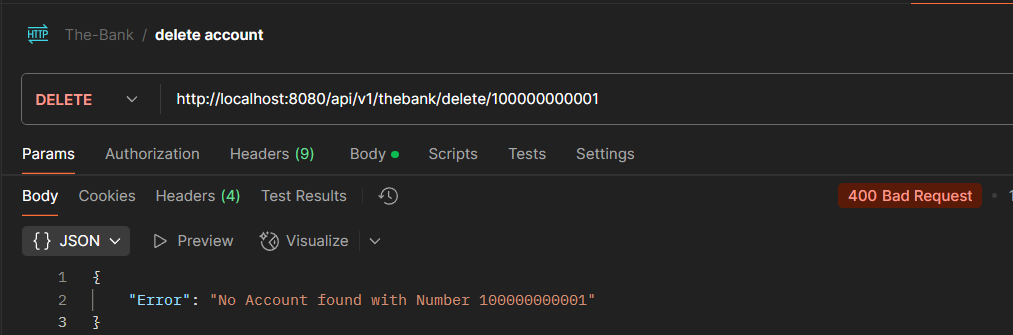 HTTP The-Bank / delete account
DELETE http://localhost:8080/api/v1/thebank/delete/100000000001
Params Authorization Headers (9) Body Scripts Tests Settings
Body Cookies Headers (4) Test Results 400 Bad Request
{} JSON Preview Visualize
1 {
2 "Error": "No Account found with Number 100000000001"
3 }